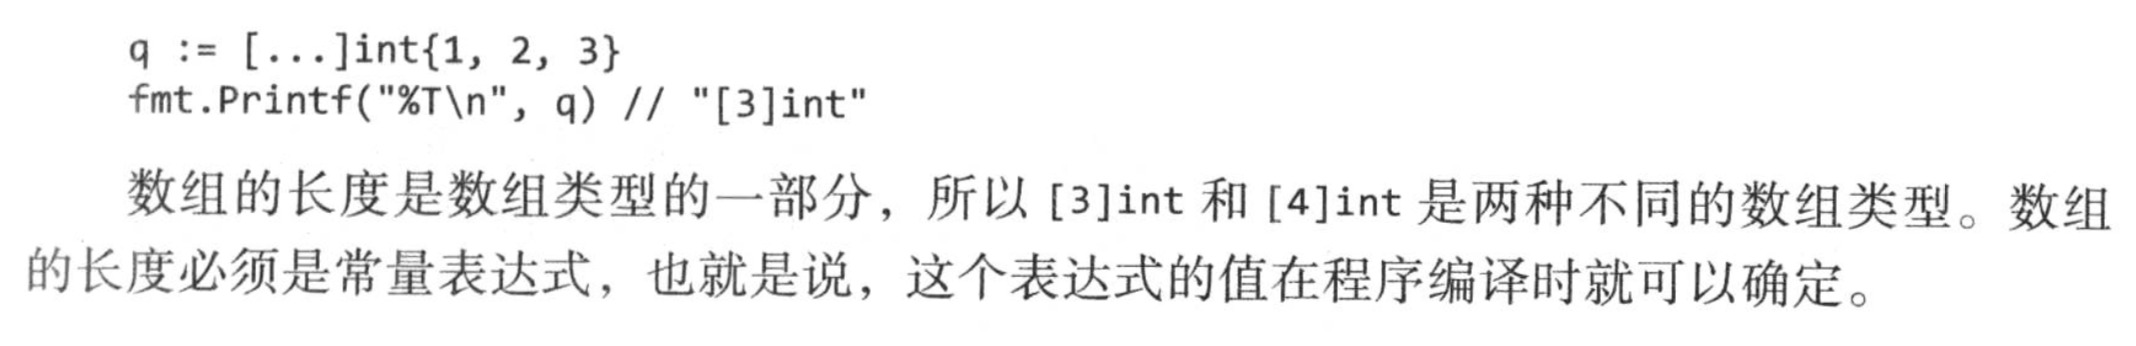 q := [...]int{1, 2, 3}
fmt.Printf("%T\n", q) // "[3]int"
数组的长度是数组类型的一部分，所以 [3]int 和 [4]int 是两种不同的数组类型。数组
的长度必须是常量表达式，也就是说，这个表达式的值在程序编译时就可以确定。